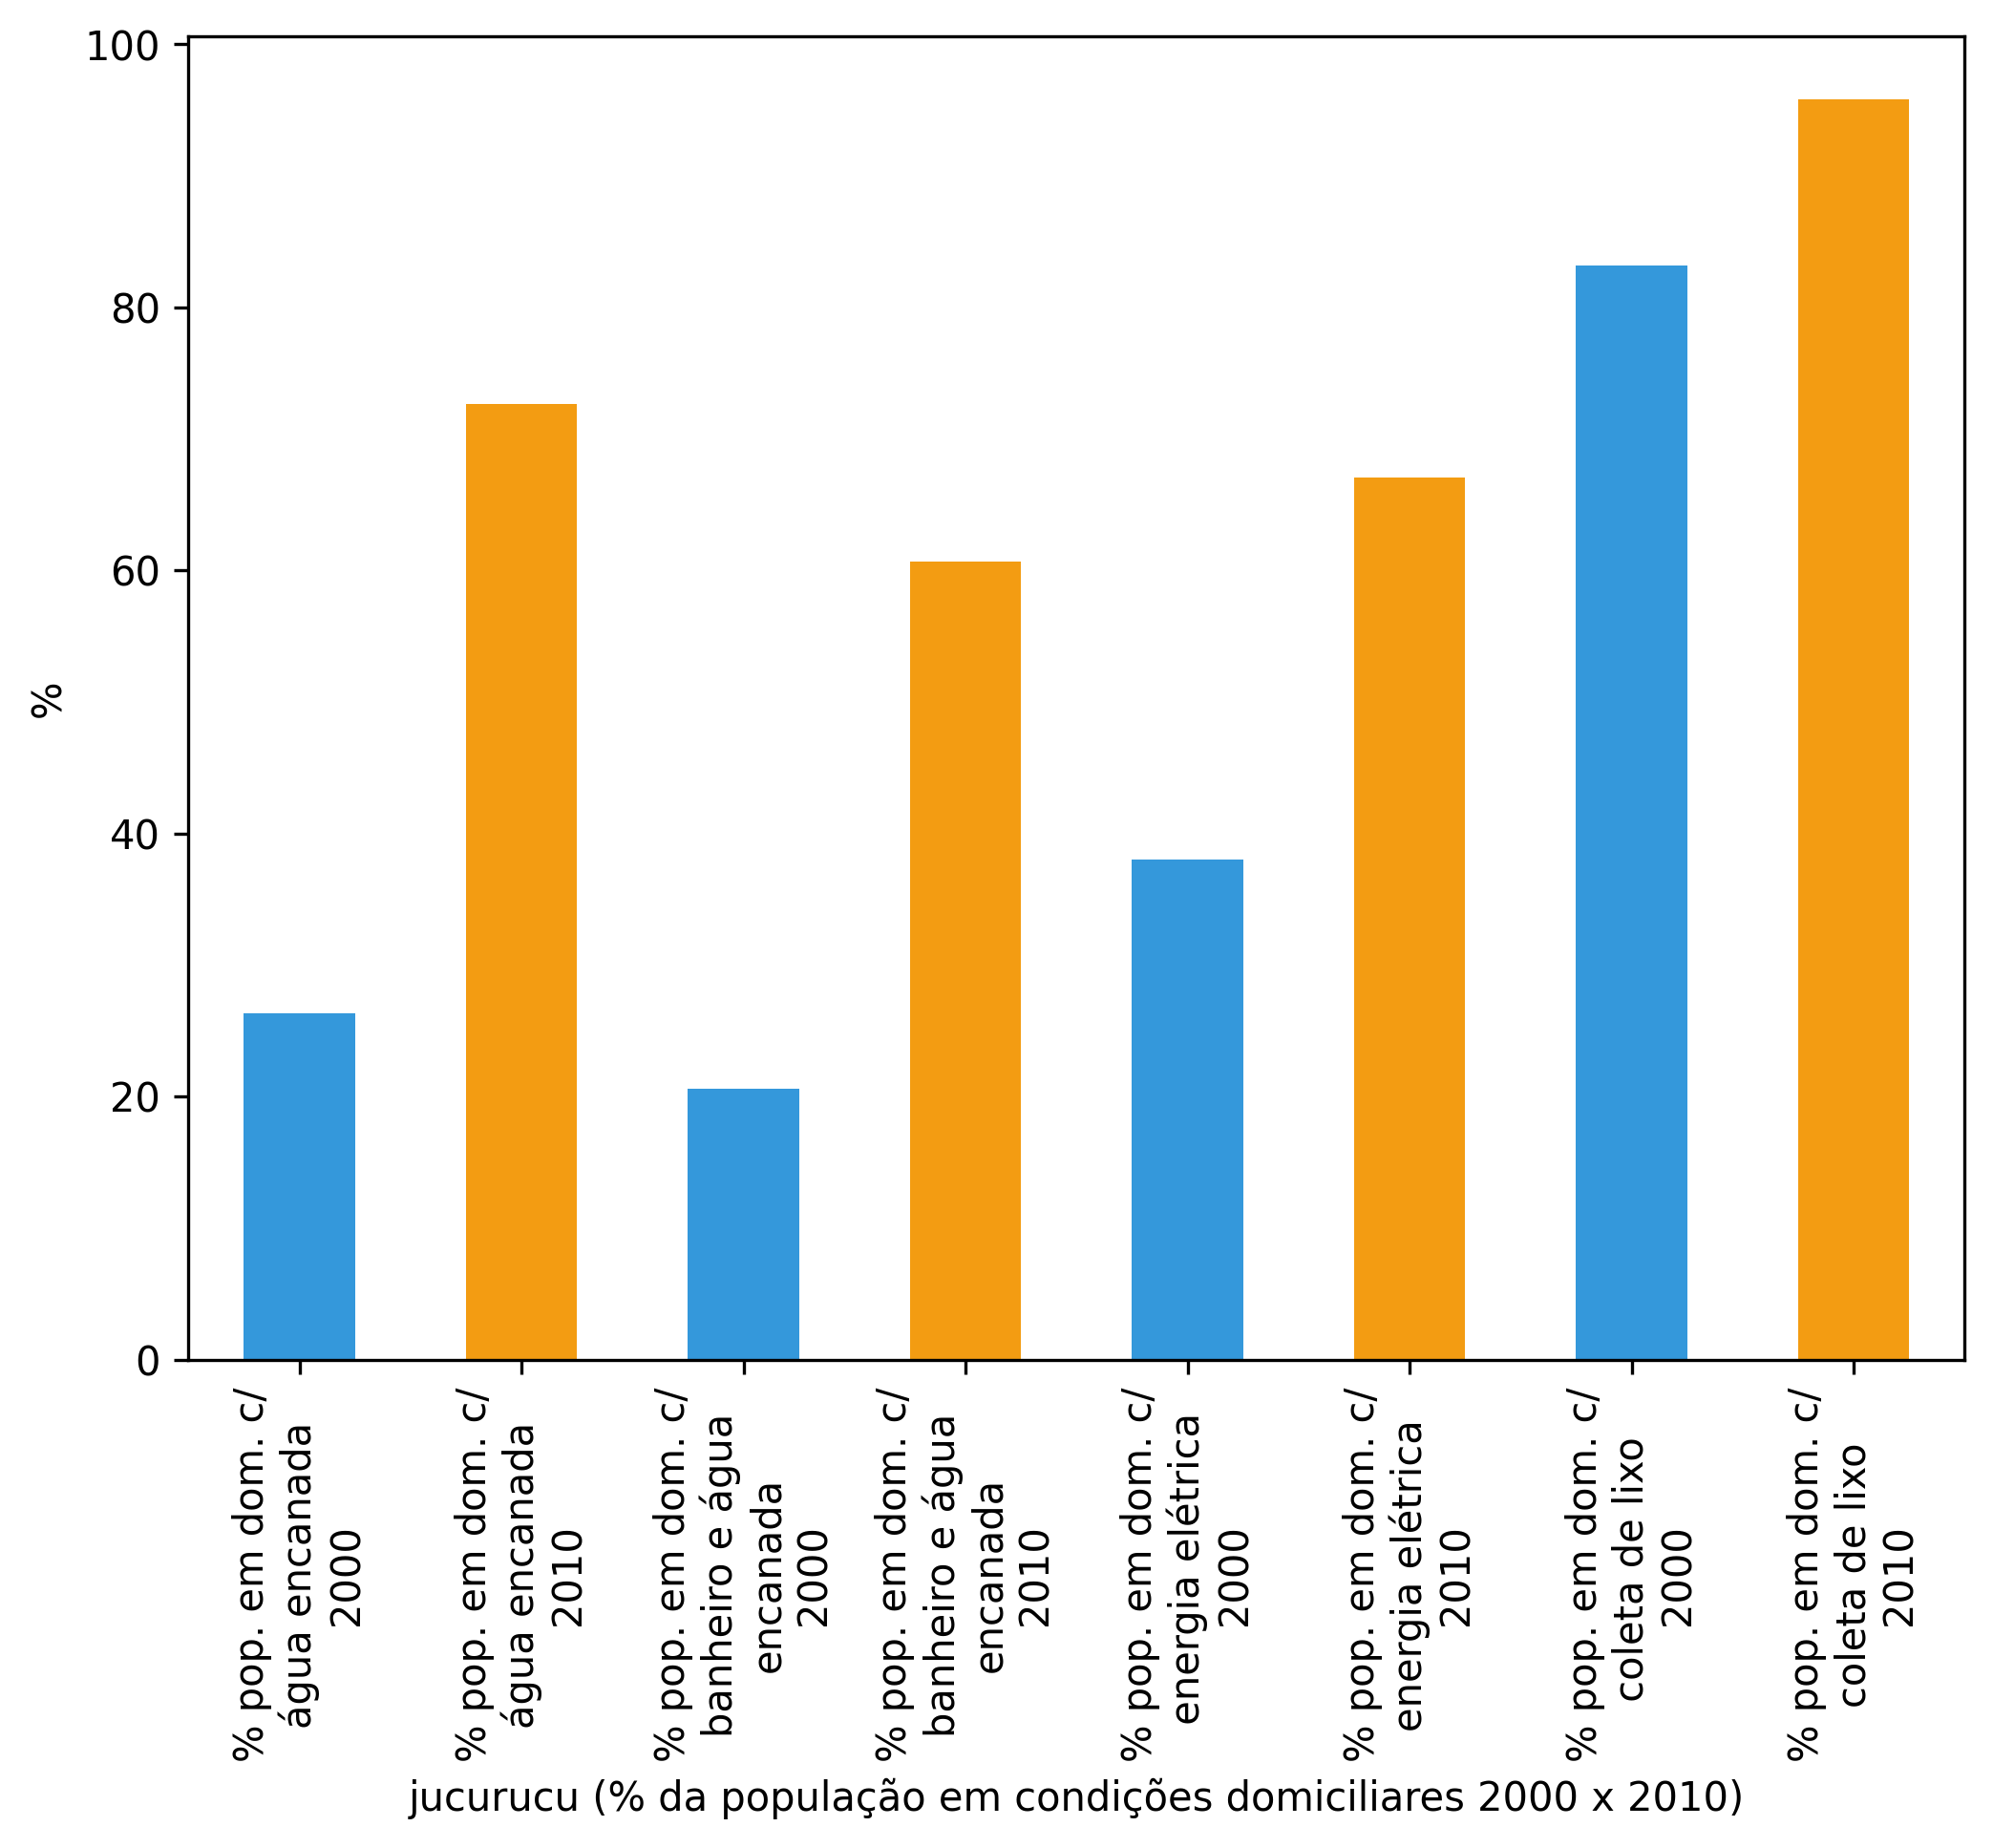 100
80
60
40
20
0
%
% pop. em dom. c/
água encanada
2000
% pop. em dom. c/
água encanada
2010
% pop. em dom. c/
banheiro e água
encanada
2000
% pop. em dom. c/
banheiro e água
encanada
2010
% pop. em dom. c/
energia elétrica
2000
% pop. em dom. c/
energia elétrica
2010
% pop. em dom. c/
coleta de lixo
2000
% pop. em dom. c/
coleta de lixo
2010
jucurucu (% da população em condições domiciliares 2000 x 2010)